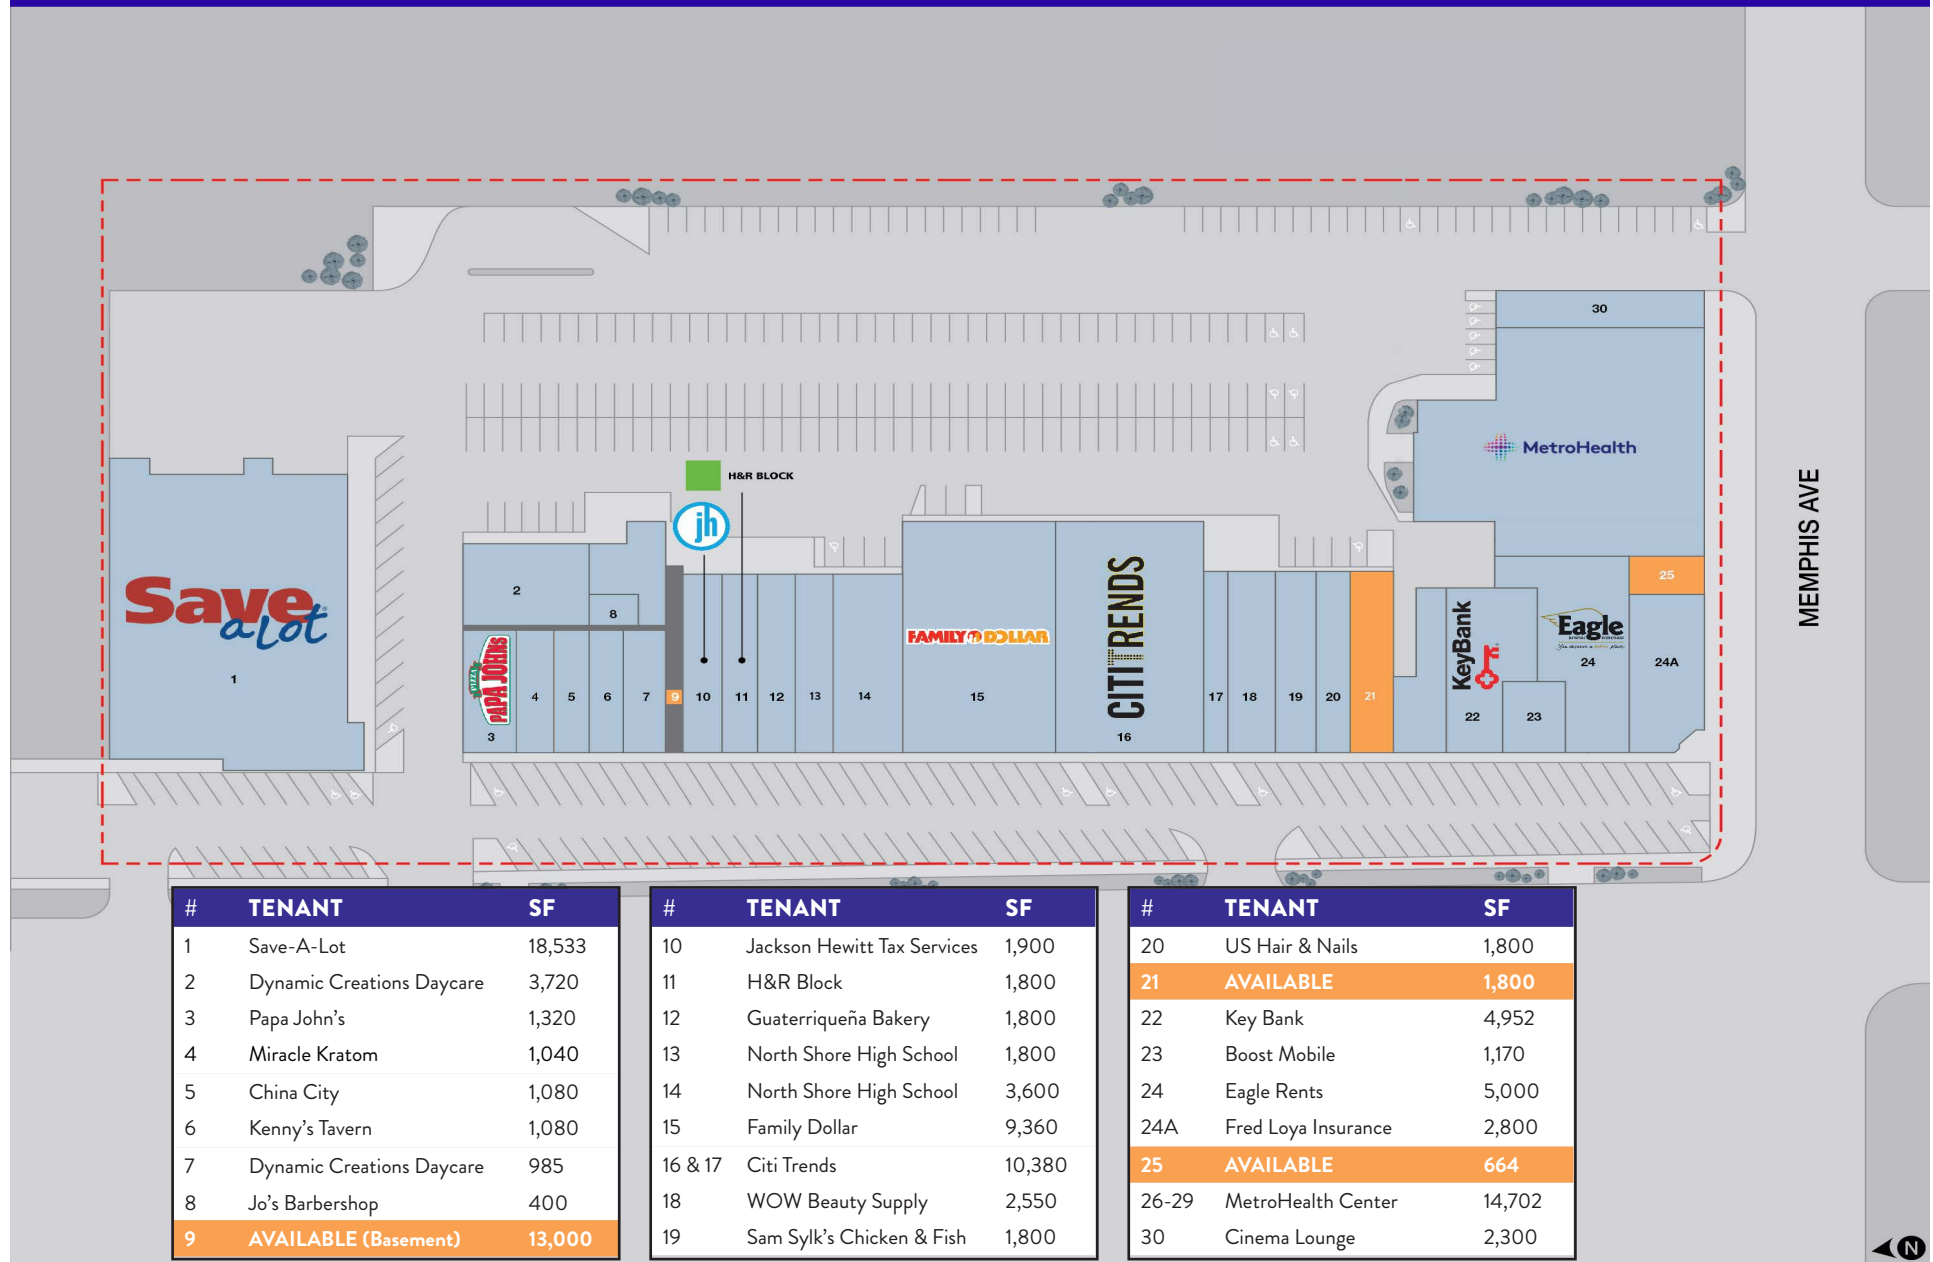 30
MetroHealth
MEMPHIS AVE
H&R BLOCK
jh
Save
a Lot
1
2
8
PIZZA
PAPA JOHNS
3
4
5
6
7
9
10
11
12
13
14
FAMILY DOLLAR
15
CITITRENDS
16
17
18
19
20
21
KeyBank
22
23
Eagle
24
24A
25
# TENANT SF
1 Save-A-Lot 18,533
2 Dynamic Creations Daycare 3,720
3 Papa John's 1,320
4 Miracle Kratom 1,040
5 China City 1,080
6 Kenny's Tavern 1,080
7 Dynamic Creations Daycare 985
8 Jo's Barbershop 400
9 AVAILABLE (Basement) 13,000
# TENANT SF
10 Jackson Hewitt Tax Services 1,900
11 H&R Block 1,800
12 Guaterriqueña Bakery 1,800
13 North Shore High School 1,800
14 North Shore High School 3,600
15 Family Dollar 9,360
16 & 17 Citi Trends 10,380
18 WOW Beauty Supply 2,550
19 Sam Sylk's Chicken & Fish 1,800
# TENANT SF
20 US Hair & Nails 1,800
21 AVAILABLE 1,800
22 Key Bank 4,952
23 Boost Mobile 1,170
24 Eagle Rents 5,000
24A Fred Loya Insurance 2,800
25 AVAILABLE 664
26-29 MetroHealth Center 14,702
30 Cinema Lounge 2,300
N